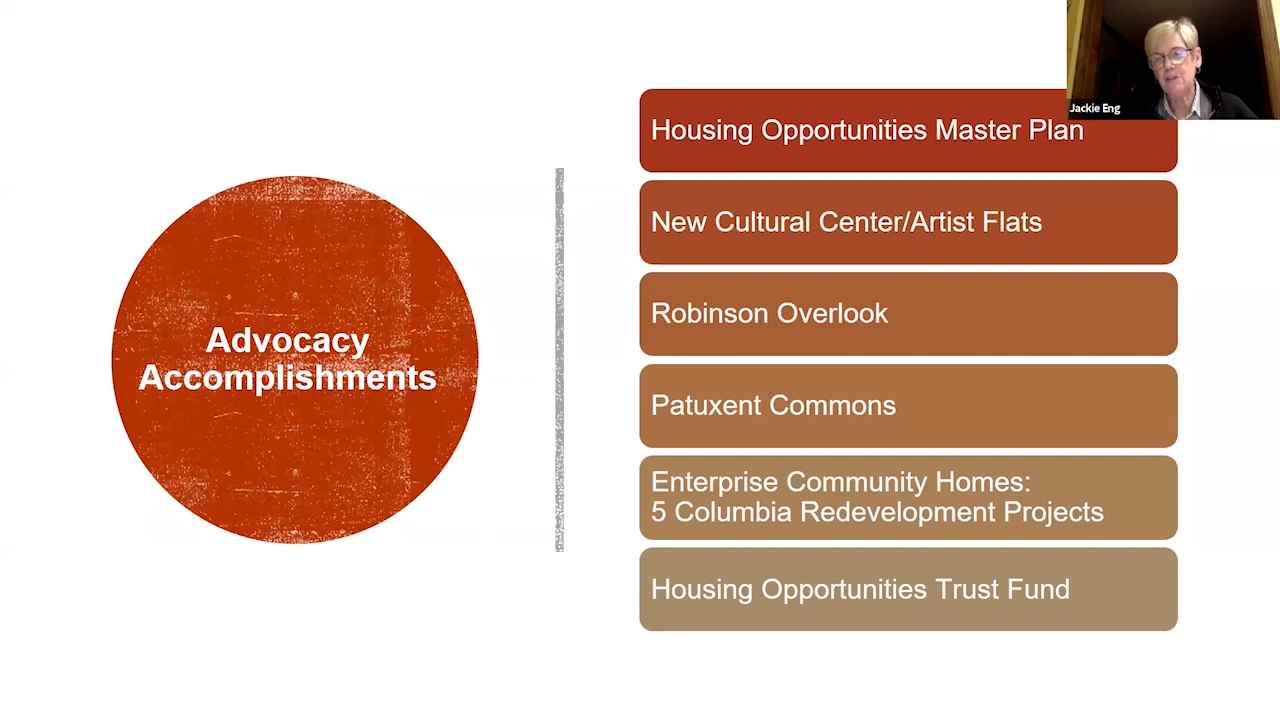 Jackie Eng
Advocacy
Accomplishments
Housing Opportunities Master Plan
New Cultural Center/Artist Flats
Robinson Overlook
Patuxent Commons
Enterprise Community Homes:
5 Columbia Redevelopment Projects
Housing Opportunities Trust Fund